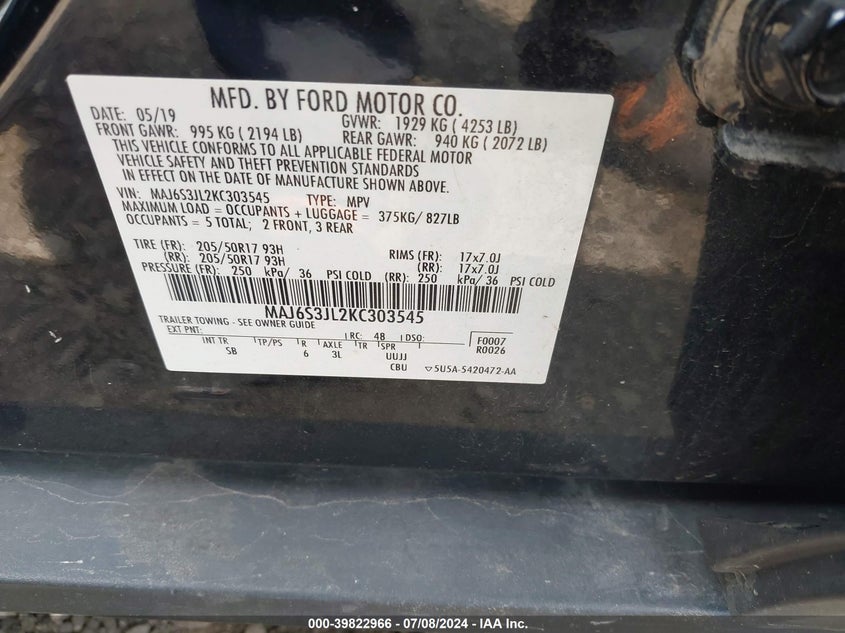 MFD. BY FORD MOTOR CO.
DATE: 05/19 GVWR: 1929 KG ( 4253 LB)
FRONT GAWR: 995 KG ( 2194 LB) REAR GAWR: 940 KG ( 2072 LB)
THIS VEHICLE CONFORMS TO ALL APPLICABLE FEDERAL MOTOR
VEHICLE SAFETY AND THEFT PREVENTION STANDARDS
IN EFFECT ON THE DATE OF MANUFACTURE SHOWN ABOVE.
VIN: MAJ6S3JL2KC303545 TYPE: MPV
MAXIMUM LOAD = OCCUPANTS + LUGGAGE = 375KG/ 827LB
OCCUPANTS = 5 TOTAL; 2 FRONT, 3 REAR
TIRE (FR): 205/50R17 93H RIMS (FR): 17x7.0J
(RR): 205/50R17 93H (RR): 17x7.0J
PRESSURE (FR): 250 kPa/ 36 PSI COLD (RR): 250 kPa/ 36 PSI COLD
MAJ6S3JL2KC303545
TRAILER TOWING - SEE OWNER GUIDE
EXT PNT: RC: 4B DSO: F0007
INT TR TP/PS R AXLE TR SPR R0026
SB 6 3L UUJJ
CBU 5U5A-5420472-AA
000-39822966 - 07/08/2024 - IAA Inc.